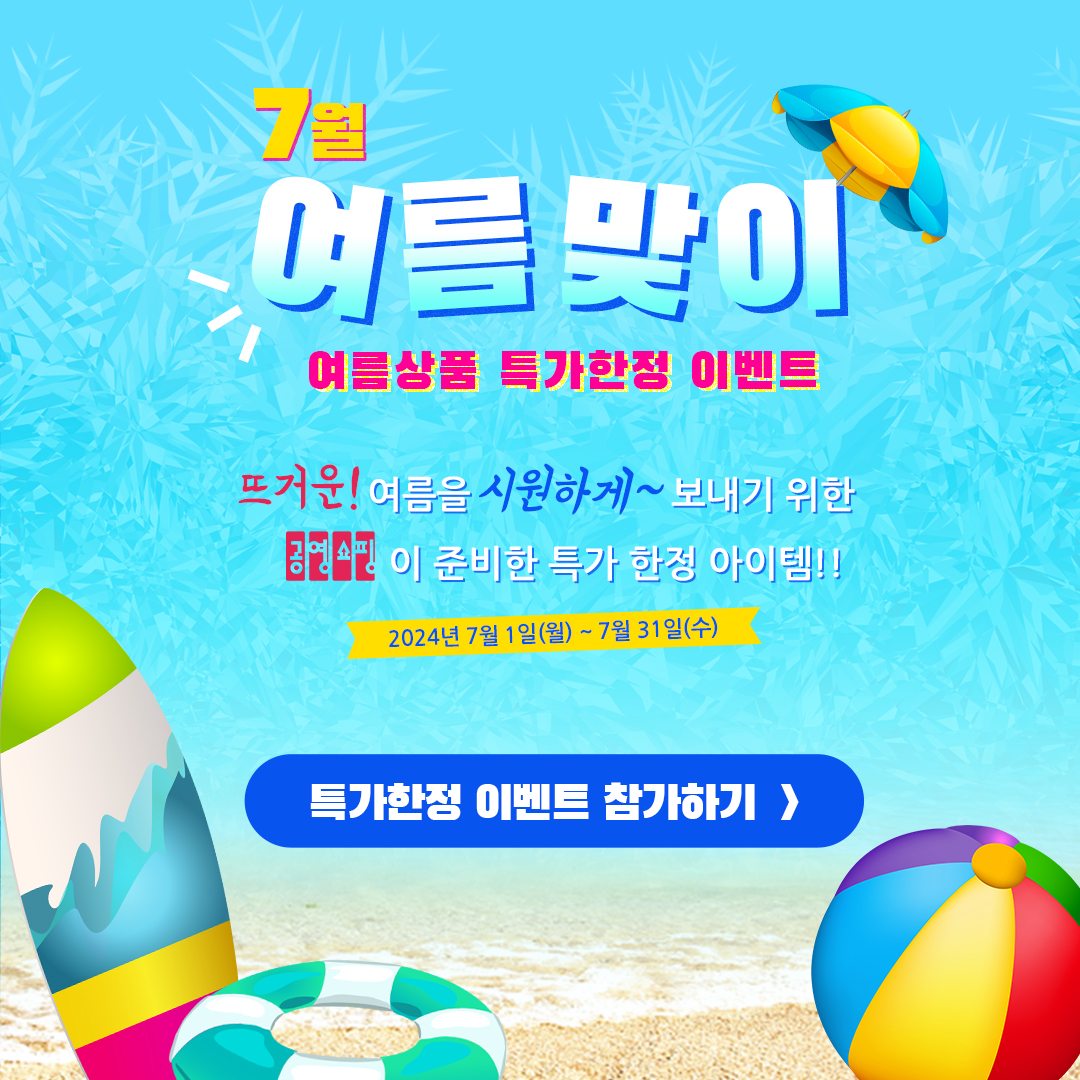 7월
여름맞이
여름상품 특가한정 이벤트
뜨거운! 여름을 시원하게~ 보내기 위한
공영쇼핑 이 준비한 특가 한정 아이템!!
2024년 7월 1일(월) ~ 7월 31일(수)
특가한정 이벤트 참가하기 〉